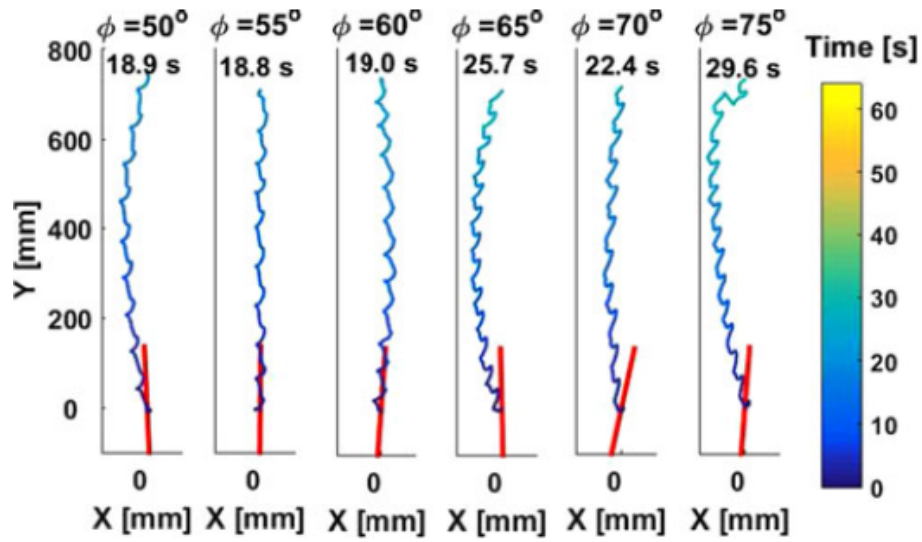 ϕ =50° ϕ =55° ϕ =60° ϕ =65° ϕ =70° ϕ =75°
800 Time [s]
18.9 s 18.8 s 19.0 s 25.7 s 22.4 s 29.6 s
60
600
50
40
400
30
Y [mm]
200
20
10
0
0
0 0 0 0 0 0
X [mm] X [mm] X [mm] X [mm] X [mm] X [mm]